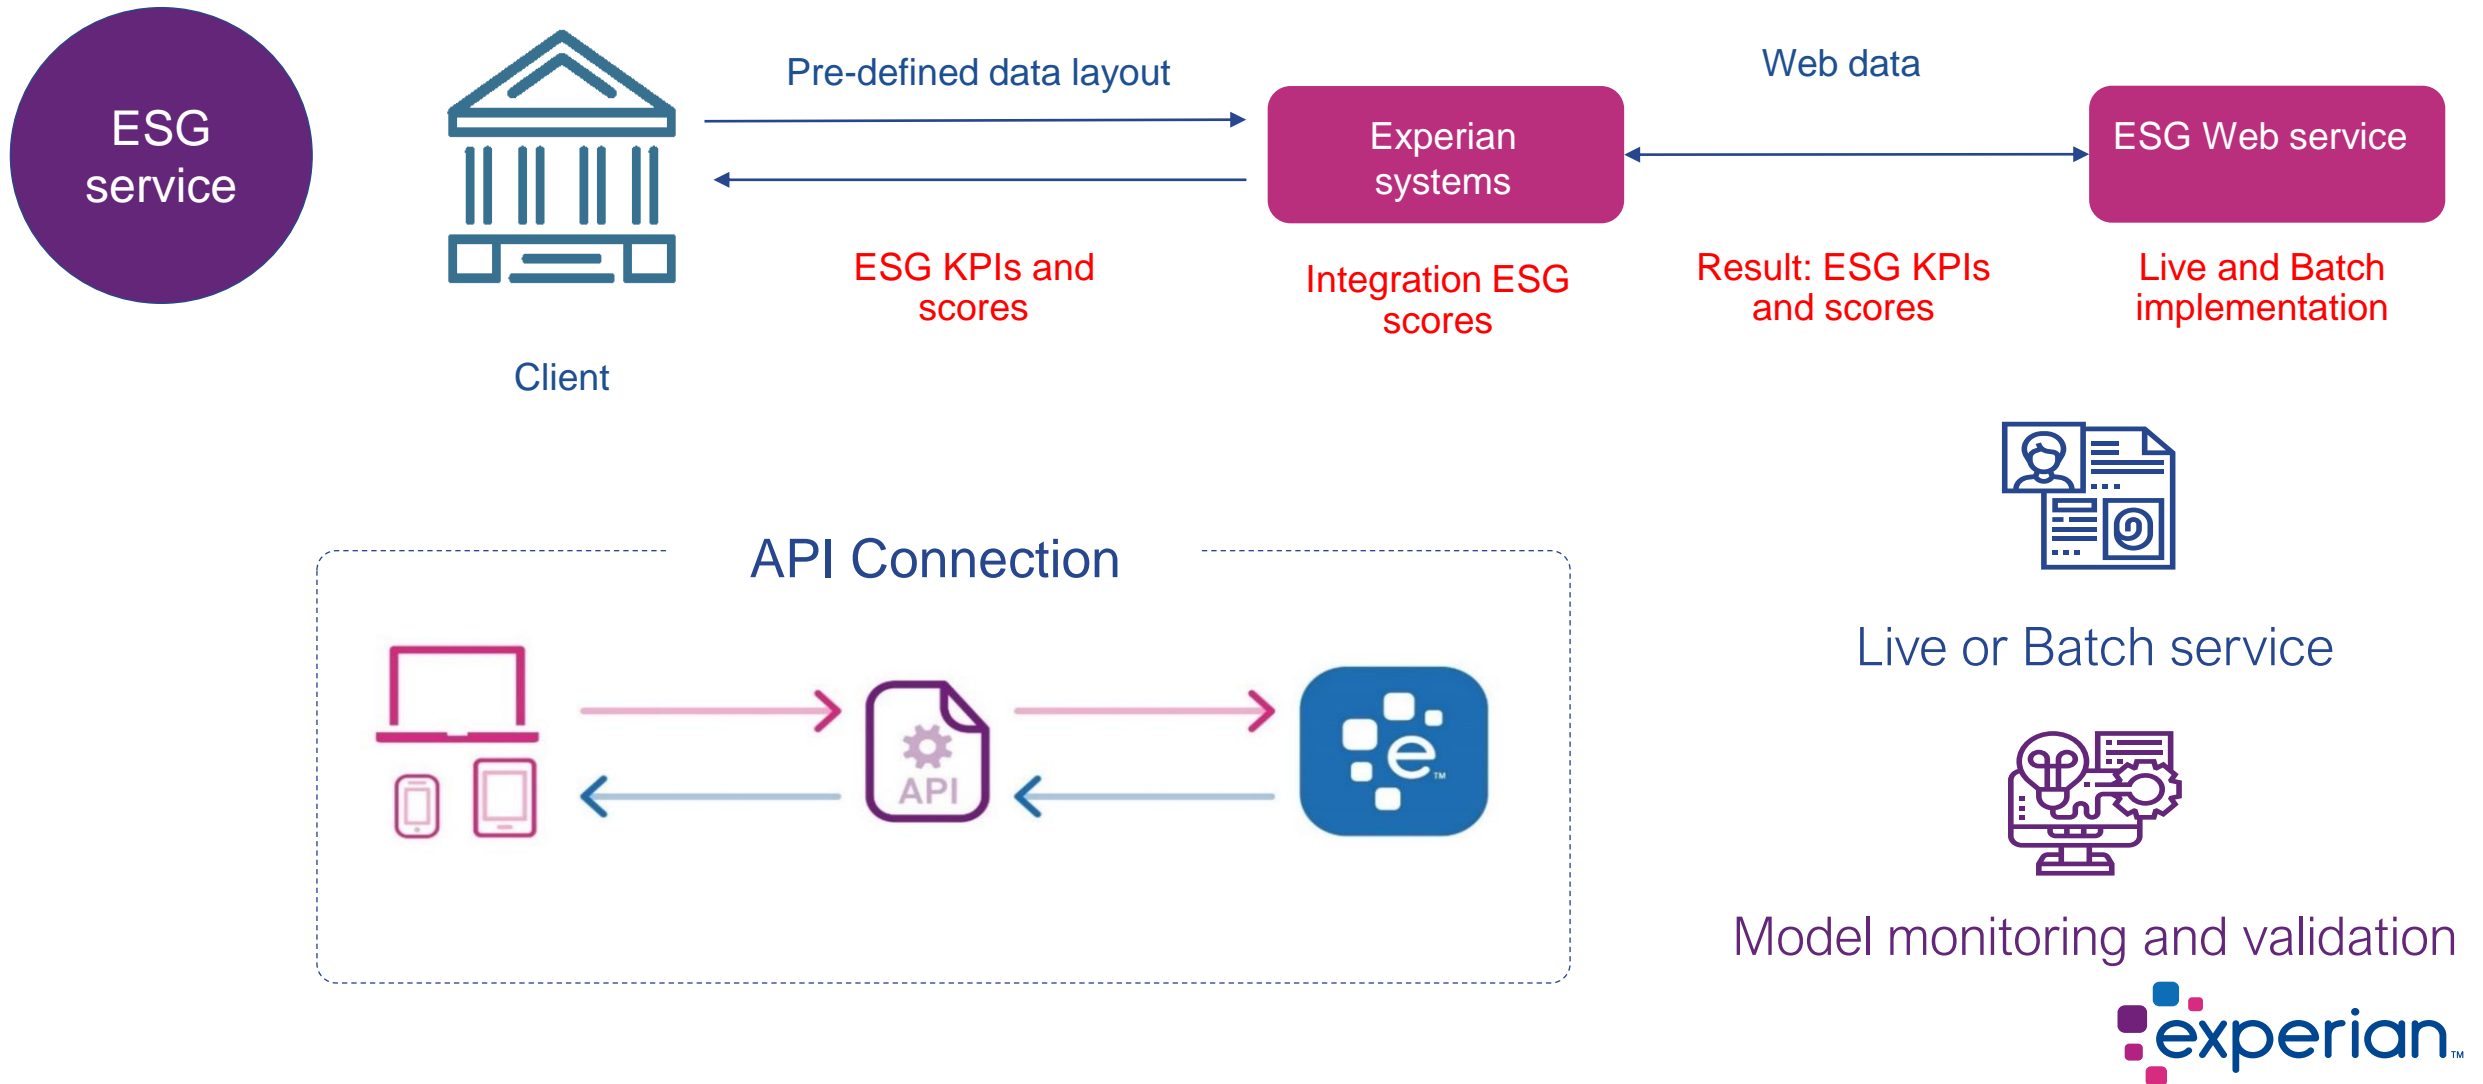 ESG
service
Pre-defined data layout
ESG KPIs and
scores
Client
Experian
systems
Integration ESG
scores
Web data
Result: ESG KPIs
and scores
ESG Web service
Live and Batch
implementation
API Connection
API
e™
Live or Batch service
Model monitoring and validation
experian™